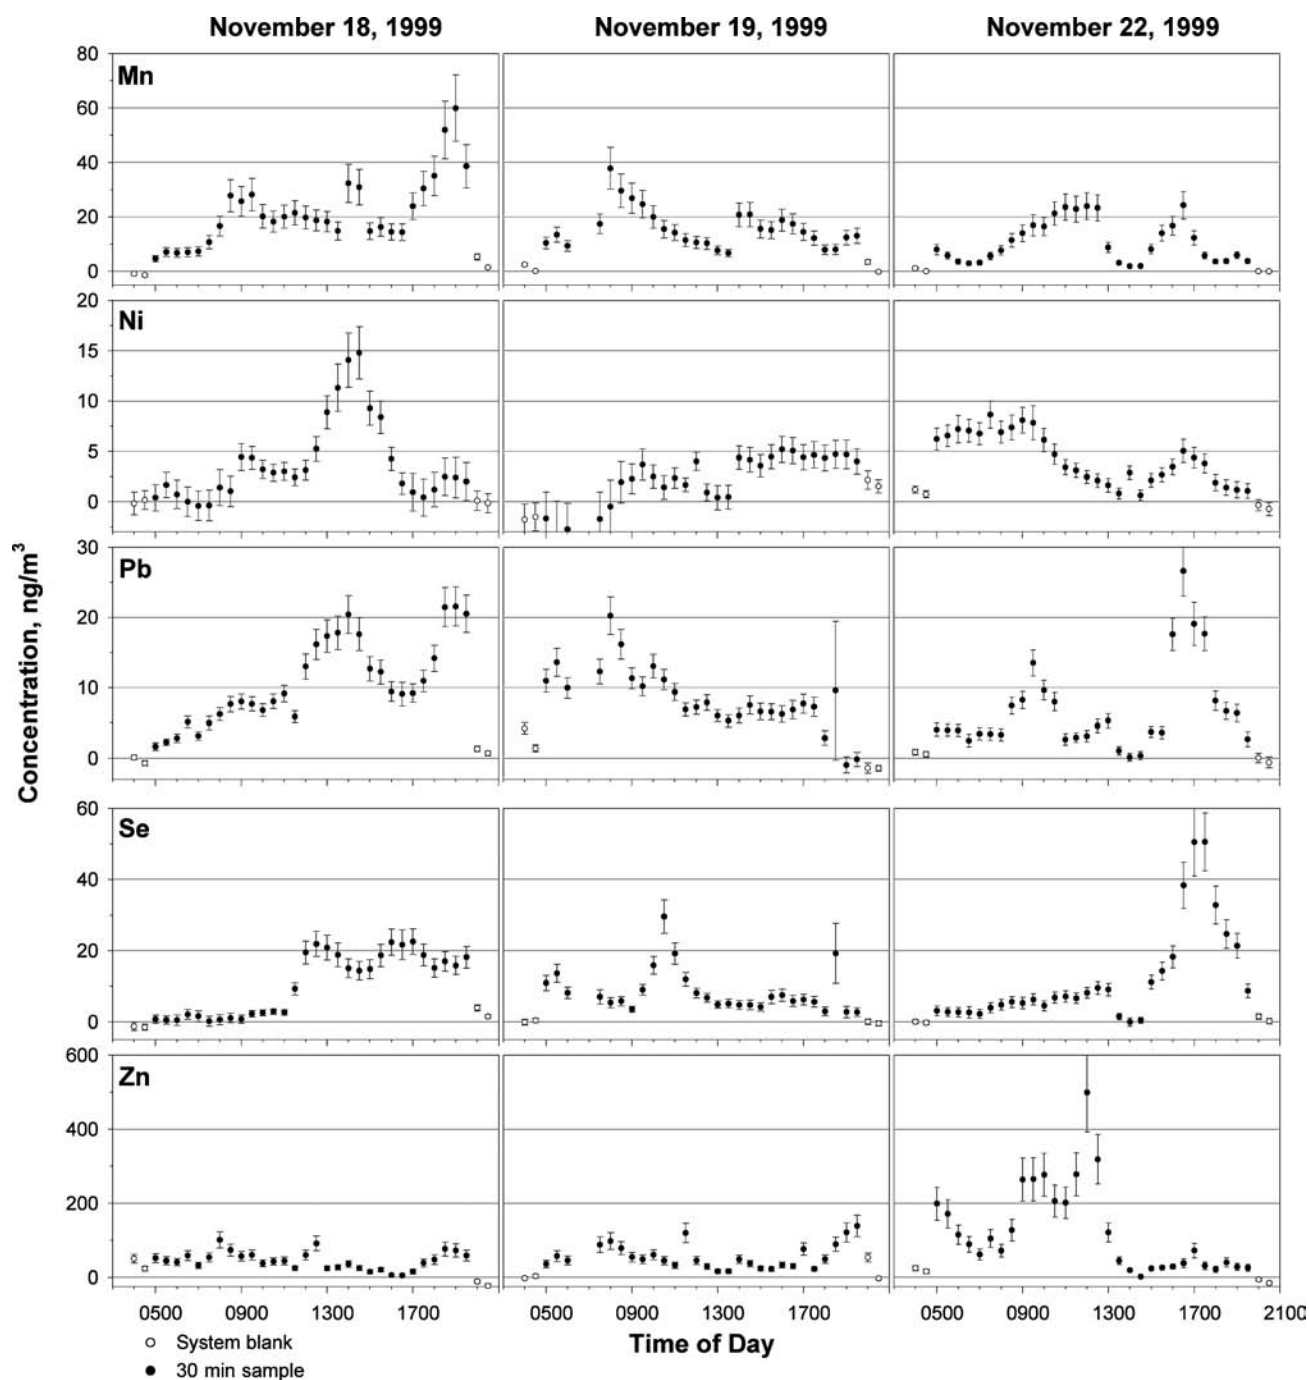 November 18, 1999 November 19, 1999 November 22, 1999
Concentration, ng/m³
Mn
80
60
40
20
0
Ni
20
15
10
5
0
Pb
30
20
10
0
Se
60
40
20
0
Zn
600
400
200
0
0500 0900 1300 1700 0500 0900 1300 1700 0500 0900 1300 1700 2100
Time of Day
○ System blank
● 30 min sample